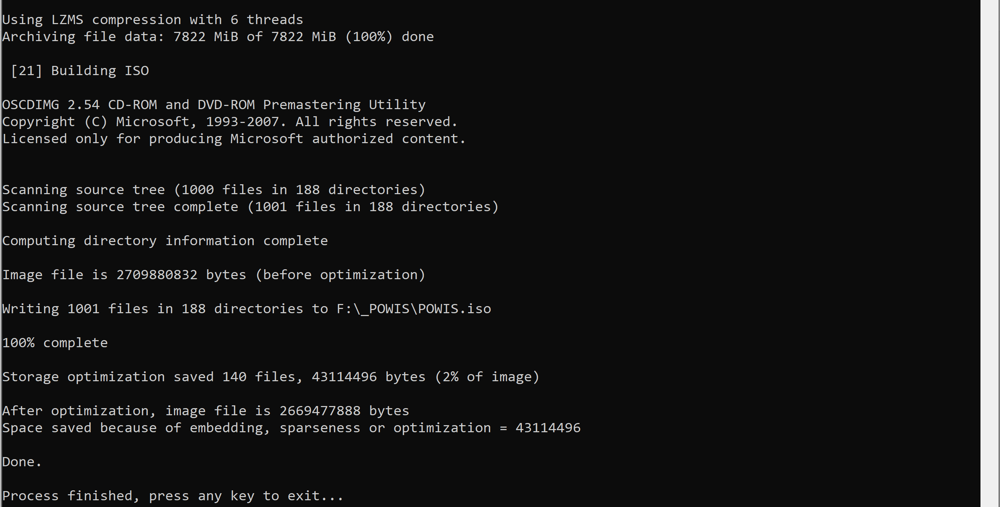 Using LZMS compression with 6 threads
Archiving file data: 7822 MiB of 7822 MiB (100%) done
[21] Building ISO
OSCDIMG 2.54 CD-ROM and DVD-ROM Premastering Utility
Copyright (C) Microsoft, 1993-2007. All rights reserved.
Licensed only for producing Microsoft authorized content.
Scanning source tree (1000 files in 188 directories)
Scanning source tree complete (1001 files in 188 directories)
Computing directory information complete
Image file is 2709880832 bytes (before optimization)
Writing 1001 files in 188 directories to F:\_POWIS\POWIS.iso
100% complete
Storage optimization saved 140 files, 43114496 bytes (2% of image)
After optimization, image file is 2669477888 bytes
Space saved because of embedding, sparseness or optimization = 43114496
Done.
Process finished, press any key to exit...